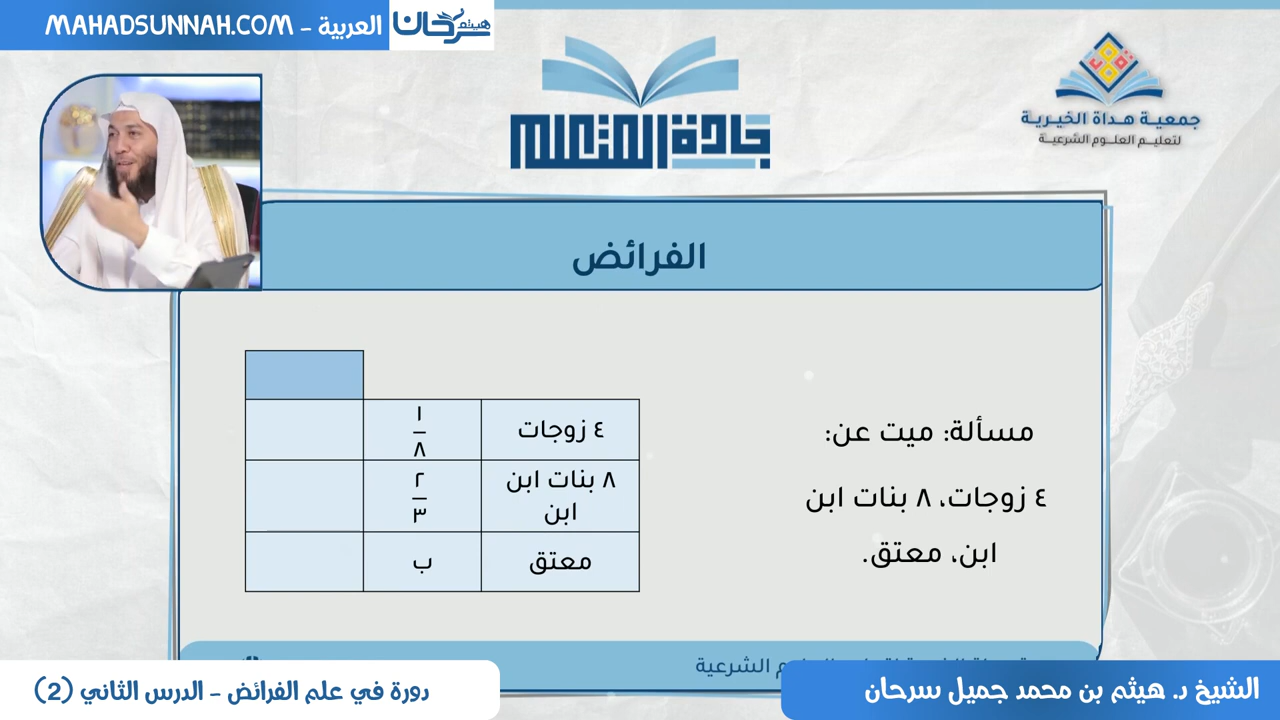 العربية - MAHADSUNNAH.COM
هيثم سرحان
جادة المتعلم
جمعية هداة الخيرية
لتعليم العلوم الشرعية
الفرائض
مسألة: ميت عن:
٤ زوجات، ٨ بنات ابن
ابن، معتق.
٤ زوجات
١
٨
٨ بنات ابن
ابن
٢
٣
معتق
ب
الشرعية
الشيخ د. هيثم بن محمد جميل سرحان
دورة في علم الفرائض - الدرس الثاني (2)